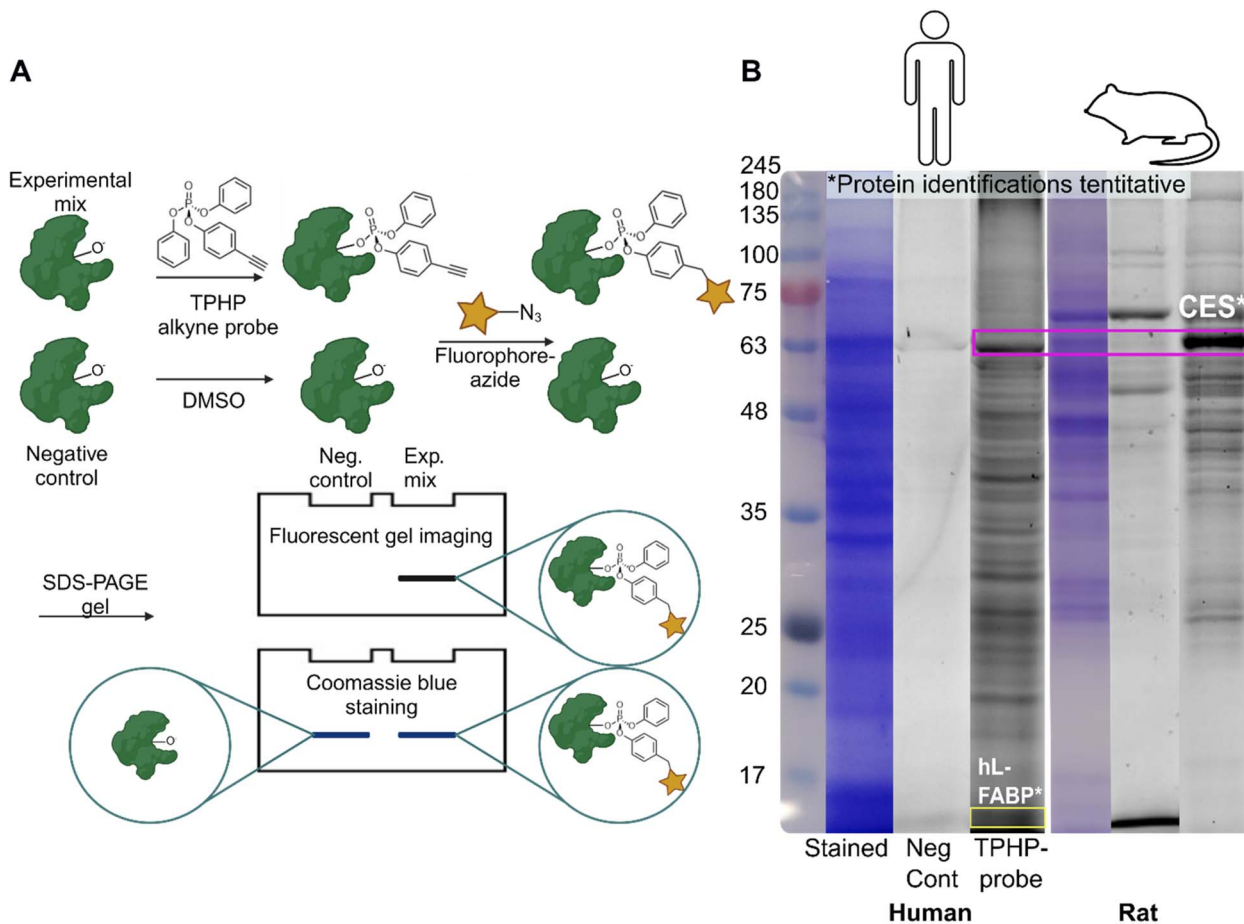 A
Experimental
mix
O-
TPHP
alkyne probe
O
P
O
O
O
O
P
O
O
O
N₃
Fluorophore-
azide
O
P
O
O
O
O-
DMSO
O-
O-
Negative
control
Neg.
control
Exp.
mix
Fluorescent gel imaging
O
P
O
O
O
SDS-PAGE
gel
Coomassie blue
staining
O-
O
P
O
O
O
B
*Protein identifications tentitative
245
180
135
100
75
63
48
35
25
20
17
CES*
hL-
FABP*
Stained
Neg
Cont
TPHP-
probe
Human
Rat